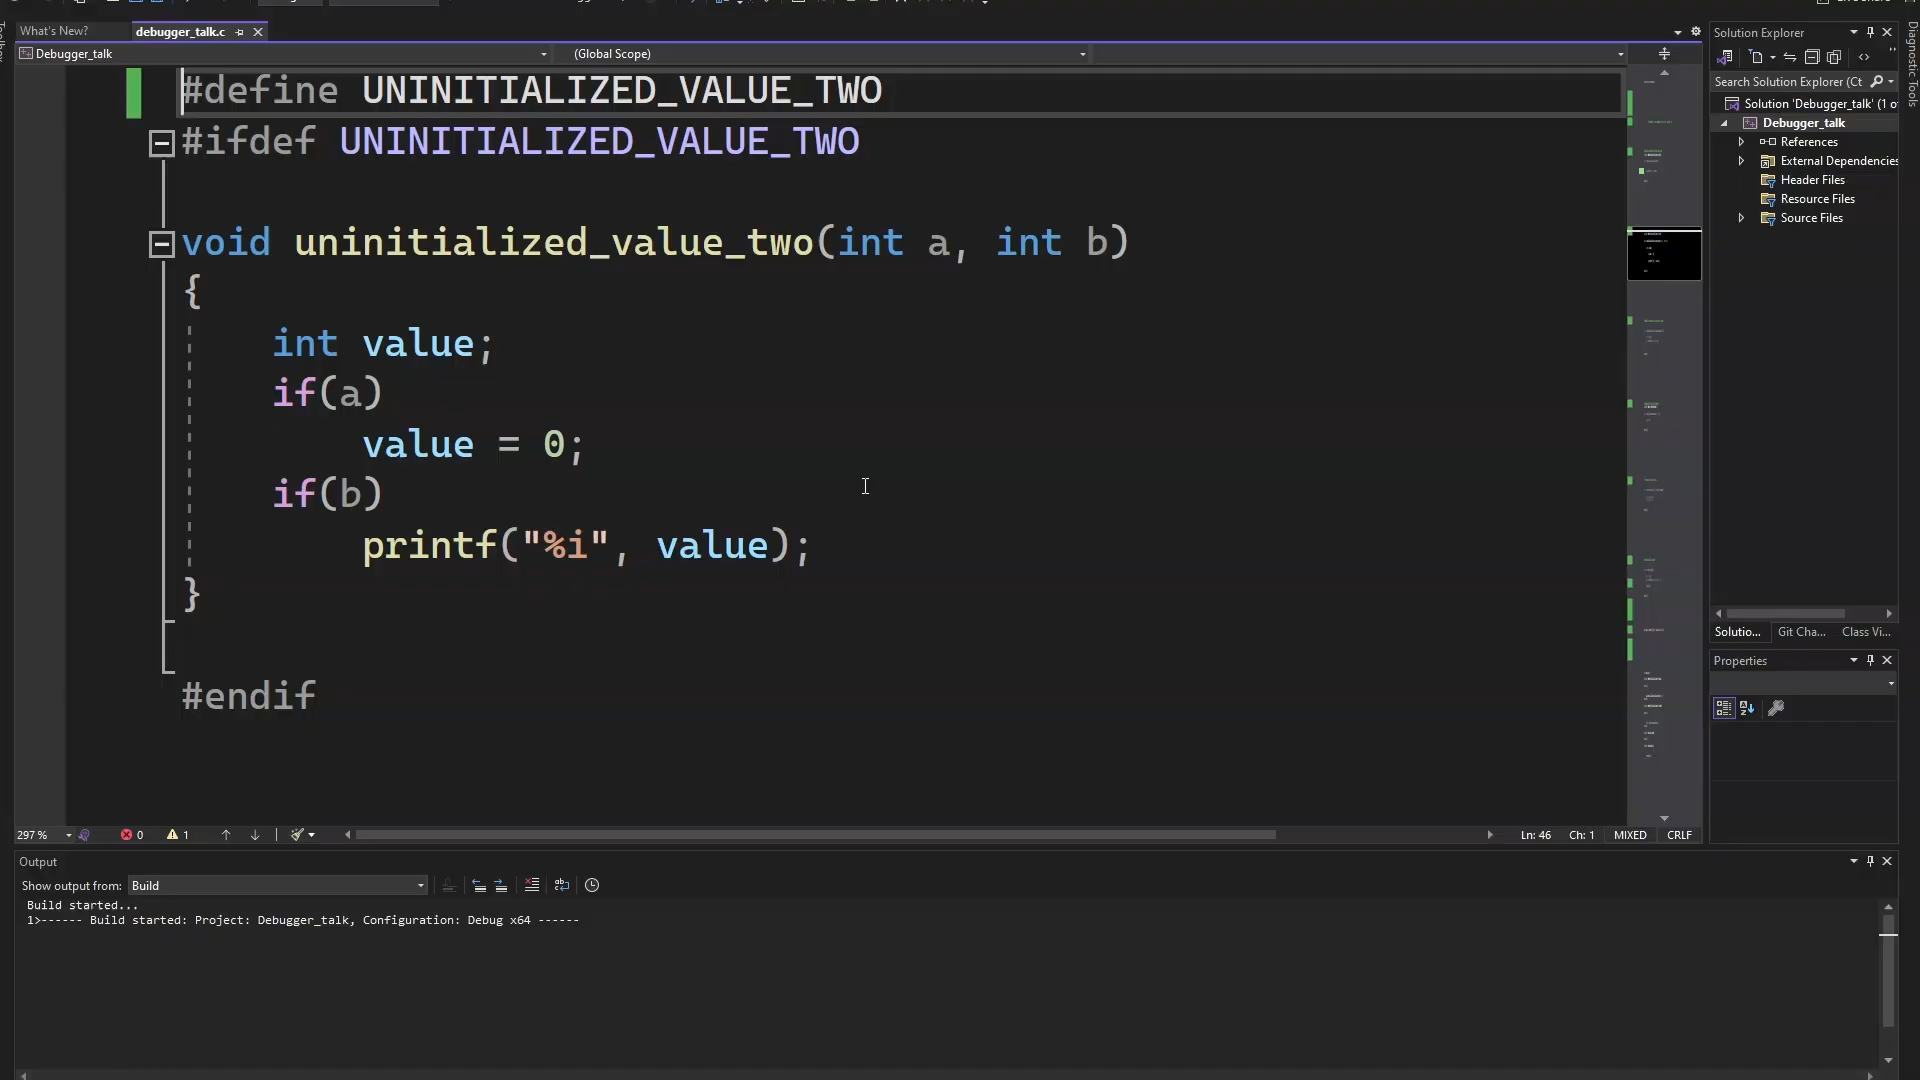 What's New?
debugger_talk.c
Debugger_talk
(Global Scope)
#define UNINITIALIZED_VALUE_TWO
#ifdef UNINITIALIZED_VALUE_TWO
void uninitialized_value_two(int a, int b)
{
int value;
if(a)
value = 0;
if(b)
printf("%i", value);
}
#endif
297 %
0
1
Ln: 46
Ch: 1
MIXED
CRLF
Output
Show output from:
Build
Build started...
1>------ Build started: Project: Debugger_talk, Configuration: Debug x64 ------
Solution Explorer
Search Solution Explorer (Ct
Solution 'Debugger_talk' (1 o
Debugger_talk
References
External Dependencies
Header Files
Resource Files
Source Files
Solutio...
Git Cha...
Class Vi...
Properties
Diagnostic Tools